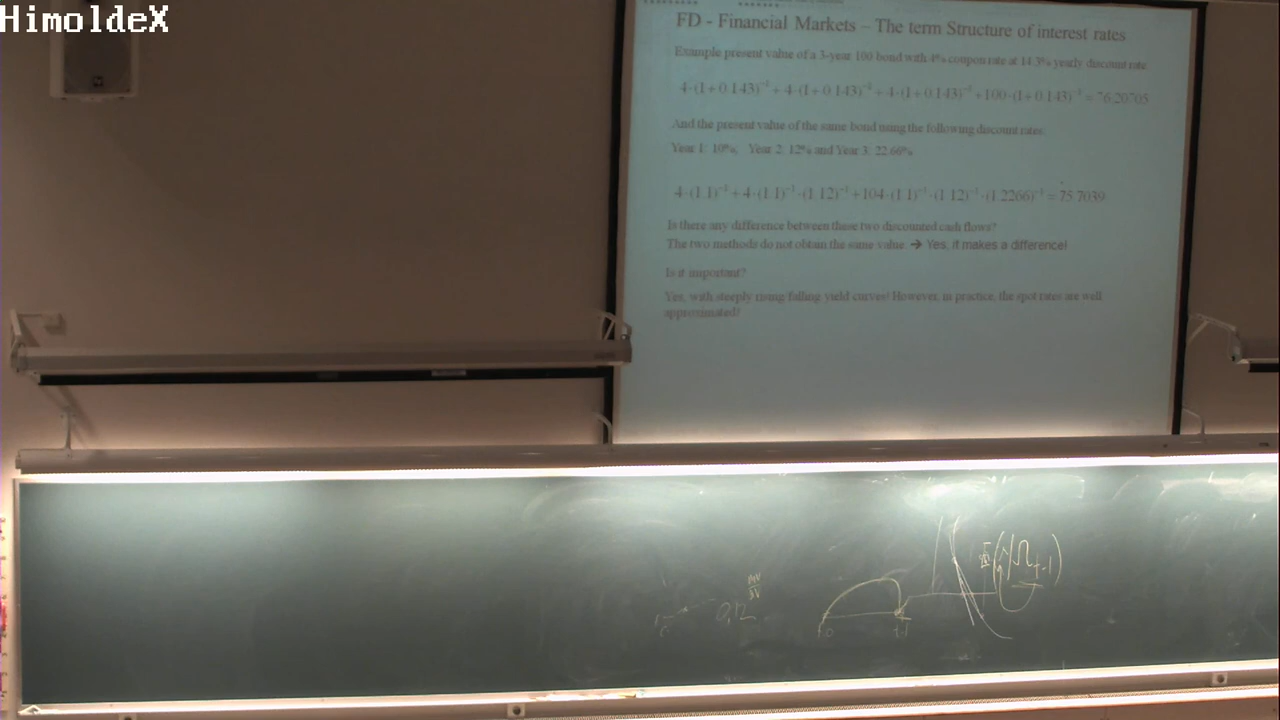 HimoldeX
FD - Financial Markets – The term Structure of interest rates
Example present value of a 3-year 100 bond with 4% coupon rate at 14.3% yearly discount rate:
4·(1+0.143)⁻¹ + 4·(1+0.143)⁻² + 4·(1+0.143)⁻³ + 100·(1+0.143)⁻³ = 76.20705
And the present value of the same bond using the following discount rates:
Year 1: 10%, Year 2: 12% and Year 3: 22.66%
4·(1.1)⁻¹ + 4·(1.1)⁻¹·(1.12)⁻¹ + 104·(1.1)⁻¹·(1.12)⁻¹·(1.2266)⁻¹ = 75.7039
Is there any difference between these two discounted cash flows?
The two methods do not obtain the same value. ➔ Yes, it makes a difference!
Is it important?
Yes, with steeply rising/falling yield curves! However, in practice, the spot rates are well
approximated!
0,12